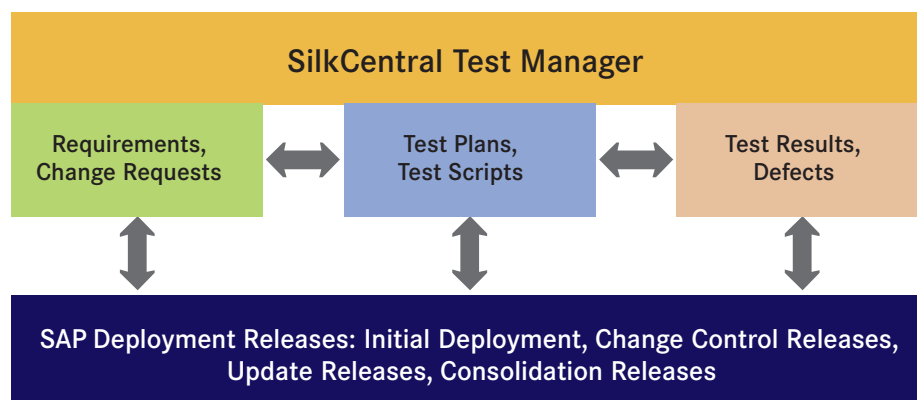 SilkCentral Test Manager
Requirements,
Change Requests
Test Plans,
Test Scripts
Test Results,
Defects
SAP Deployment Releases: Initial Deployment, Change Control Releases,
Update Releases, Consolidation Releases